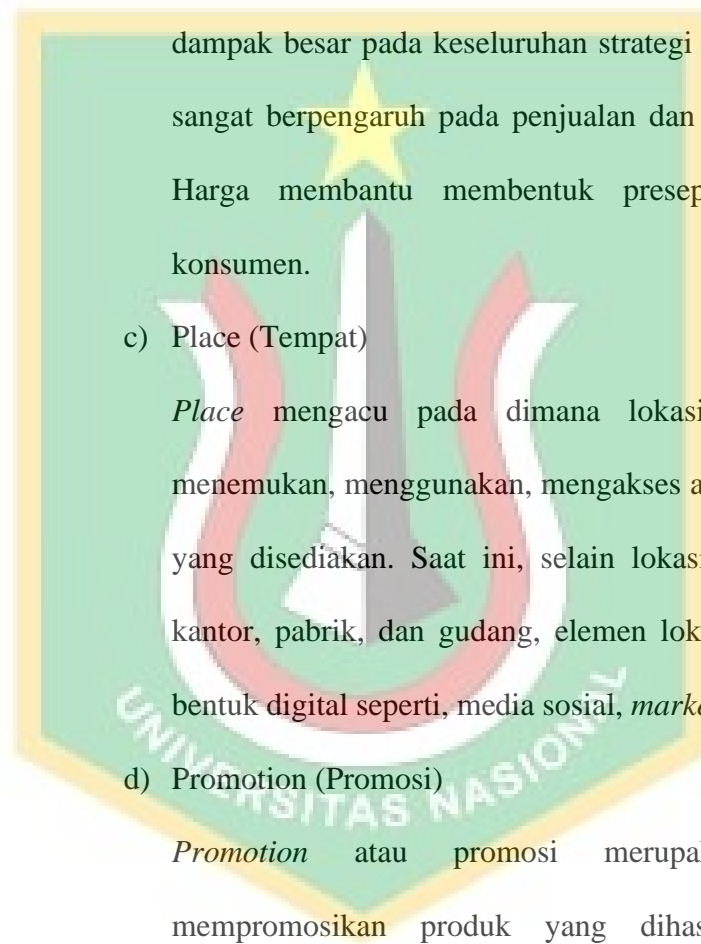 dampak besar pada keseluruhan strategi
sangat berpengaruh pada penjualan dan
Harga membantu membentuk presep
konsumen.
c) Place (Tempat)
Place mengacu pada dimana lokasi
menemukan, menggunakan, mengakses a
yang disediakan. Saat ini, selain lokasi
kantor, pabrik, dan gudang, elemen lok
bentuk digital seperti, media sosial, marke
UNIVERSITAS NASIONAL
d) Promotion (Promosi)
Promotion atau promosi merupa
mempromosikan produk yang dihas